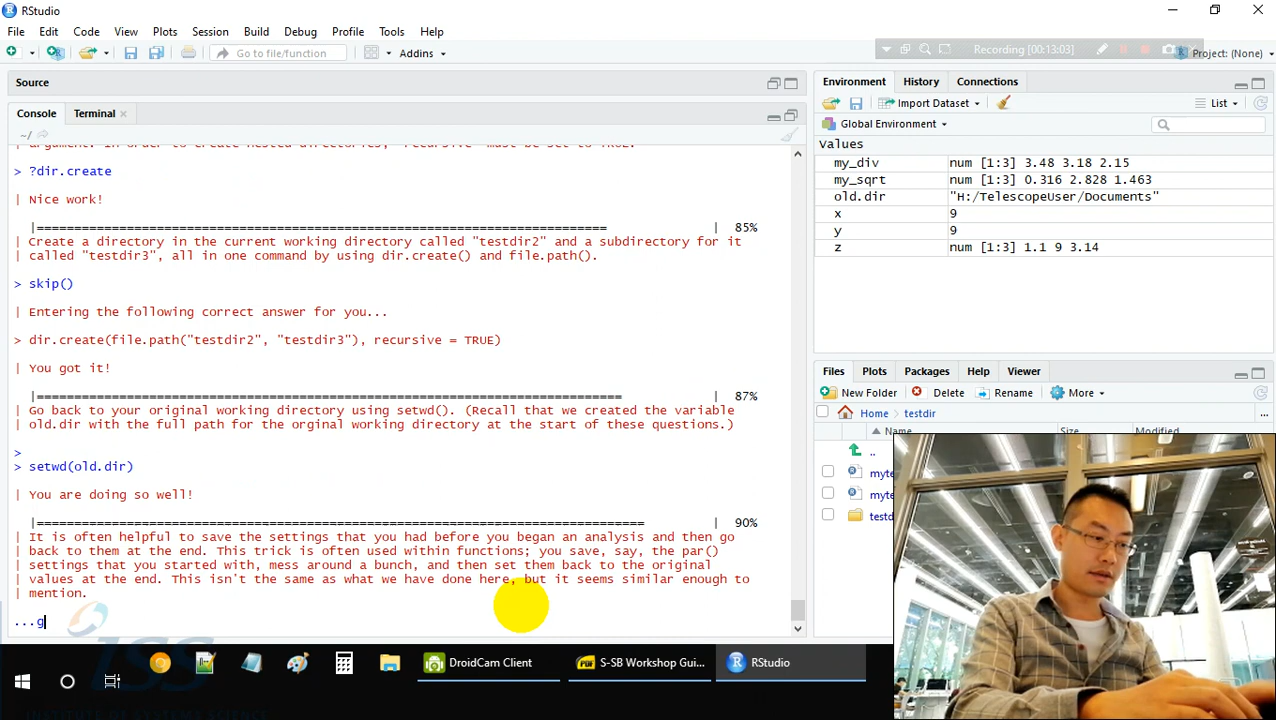 RStudio
File Edit Code View Plots Session Build Debug Profile Tools Help
Go to file/function Addins
Recording [00:13:03]
Project: (None)
Source
Console Terminal
~/
> ?dir.create
| Nice work!
|============================================================================ | 85%
| Create a directory in the current working directory called "testdir2" and a subdirectory for it
| called "testdir3", all in one command by using dir.create() and file.path().
> skip()
| Entering the following correct answer for you...
> dir.create(file.path("testdir2", "testdir3"), recursive = TRUE)
| You got it!
|============================================================================== | 87%
| Go back to your original working directory using setwd(). (Recall that we created the variable
| old.dir with the full path for the orginal working directory at the start of these questions.)
>
> setwd(old.dir)
| You are doing so well!
|================================================================================= | 90%
| It is often helpful to save the settings that you had before you began an analysis and then go
| back to them at the end. This trick is often used within functions; you save, say, the par()
| settings that you started with, mess around a bunch, and then set them back to the original
| values at the end. This isn't the same as what we have done here, but it seems similar enough to
| mention.
...g
Environment History Connections
Import Dataset List
Global Environment
Values
my_div num [1:3] 3.48 3.18 2.15
my_sqrt num [1:3] 0.316 2.828 1.463
old.dir "H:/TelescopeUser/Documents"
x 9
y 9
z num [1:3] 1.1 9 3.14
Files Plots Packages Help Viewer
New Folder Delete Rename More
Home testdir ...
Name Size Modified
..
myte
myte
testd
DroidCam Client
S-SB Workshop Gui...
RStudio
ISS